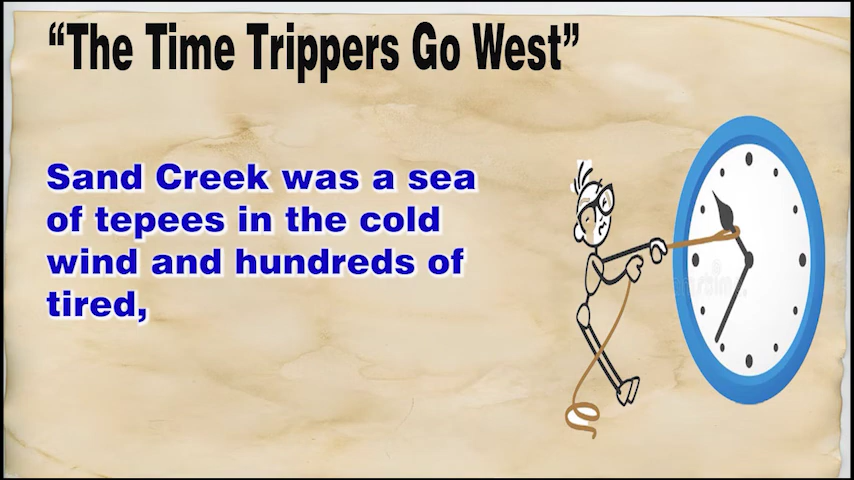 “The Time Trippers Go West”
Sand Creek was a sea
of tepees in the cold
wind and hundreds of
tired,